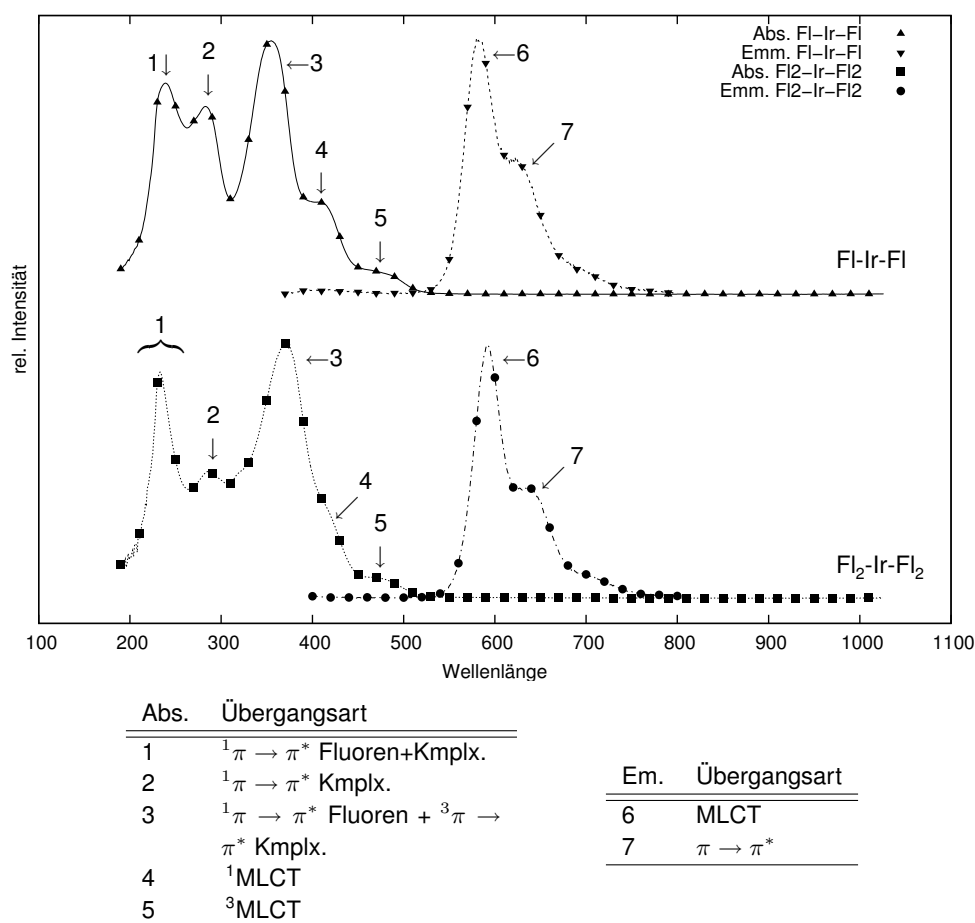 Abs. Fl−Ir−Fl
Emm. Fl−Ir−Fl
Abs. Fl2−Ir−Fl2
Emm. Fl2−Ir−Fl2
1
2
←3
4
5
←6
7
Fl-Ir-Fl
rel. Intensität
1
2
←3
4
5
←6
7
Fl₂-Ir-Fl₂
100 200 300 400 500 600 700 800 900 1000 1100
Wellenlänge
Abs. Übergangsart
1 ¹π → π* Fluoren+Kmplx.
2 ¹π → π* Kmplx.
3 ¹π → π* Fluoren + ³π →
π* Kmplx.
4 ¹MLCT
5 ³MLCT
Em. Übergangsart
6 MLCT
7 π → π*